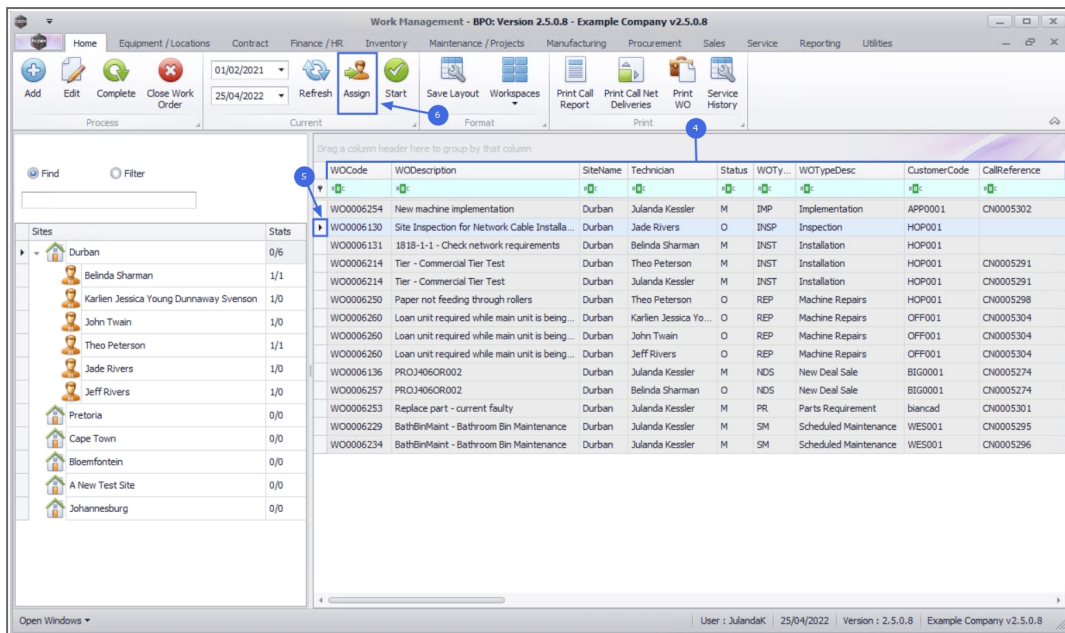 Work Management - BPO: Version 2.5.0.8 - Example Company v2.5.0.8
Home Equipment / Locations Contract Finance / HR Inventory Maintenance / Projects Manufacturing Procurement Sales Service Reporting Utilities
01/02/2021
25/04/2022
Add Edit Complete Close Work Order Refresh Assign Start Save Layout Workspaces Print Call Report Print Call Net Deliveries Print WO Service History
Process Current Format Print
6
4
5
Drag a column header here to group by that column
Find Filter
Sites Stats
Durban 0/6
Belinda Sharman 1/1
Karlien Jessica Young Dunnaway Svenson 1/0
John Twain 1/0
Theo Peterson 1/1
Jade Rivers 1/0
Jeff Rivers 1/0
Pretoria 0/0
Cape Town 0/0
Bloemfontein 0/0
A New Test Site 0/0
Johannesburg 0/0
WOCode WODescription SiteName Technician Status WOTy... WOTypeDesc CustomerCode CallReference
WO0006254 New machine implementation Durban Julanda Kessler M IMP Implementation APP0001 CN0005302
WO0006130 Site Inspection for Network Cable Installa... Durban Jade Rivers O INSP Inspection HOP001
WO0006131 1818-1-1 - Check network requirements Durban Belinda Sharman M INST Installation HOP001
WO0006214 Tier - Commercial Tier Test Durban Theo Peterson M INST Installation HOP001 CN0005291
WO0006214 Tier - Commercial Tier Test Durban Julanda Kessler M INST Installation HOP001 CN0005291
WO0006250 Paper not feeding through rollers Durban Theo Peterson O REP Machine Repairs HOP001 CN0005298
WO0006260 Loan unit required while main unit is being... Durban Karlien Jessica Yo... O REP Machine Repairs OFF001 CN0005304
WO0006260 Loan unit required while main unit is being... Durban John Twain O REP Machine Repairs OFF001 CN0005304
WO0006260 Loan unit required while main unit is being... Durban Jeff Rivers O REP Machine Repairs OFF001 CN0005304
WO0006136 PROJ406OR002 Durban Julanda Kessler M NDS New Deal Sale BIG0001 CN0005274
WO0006257 PROJ406OR002 Durban Belinda Sharman O NDS New Deal Sale BIG0001 CN0005274
WO0006253 Replace part - current faulty Durban Julanda Kessler M PR Parts Requirement biancad CN0005301
WO0006229 BathBinMaint - Bathroom Bin Maintenance Durban Julanda Kessler M SM Scheduled Maintenance WES001 CN0005295
WO0006234 BathBinMaint - Bathroom Bin Maintenance Durban Julanda Kessler M SM Scheduled Maintenance WES001 CN0005296
Open Windows User : JulandaK 25/04/2022 Version : 2.5.0.8 Example Company v2.5.0.8